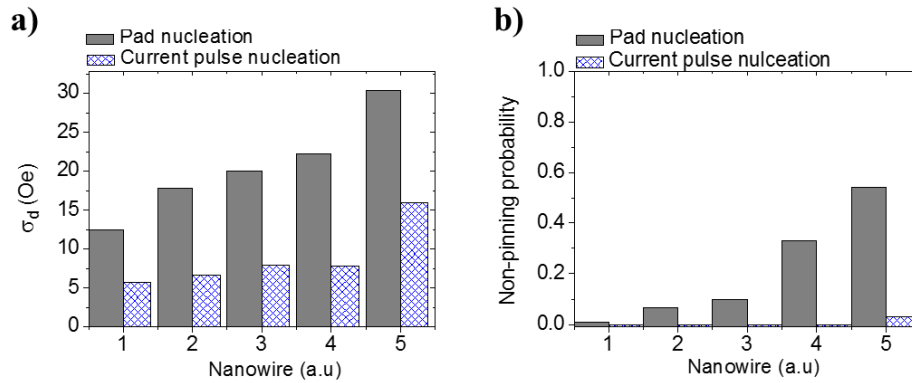 a)
Pad nucleation
Current pulse nucleation
30
25
20
15
10
5
0
σd (Oe)
1 2 3 4 5
Nanowire (a.u)
b)
Pad nucleation
Current pulse nulceation
1.0
0.8
0.6
0.4
0.2
0.0
Non-pinning probability
1 2 3 4 5
Nanowire (a.u)